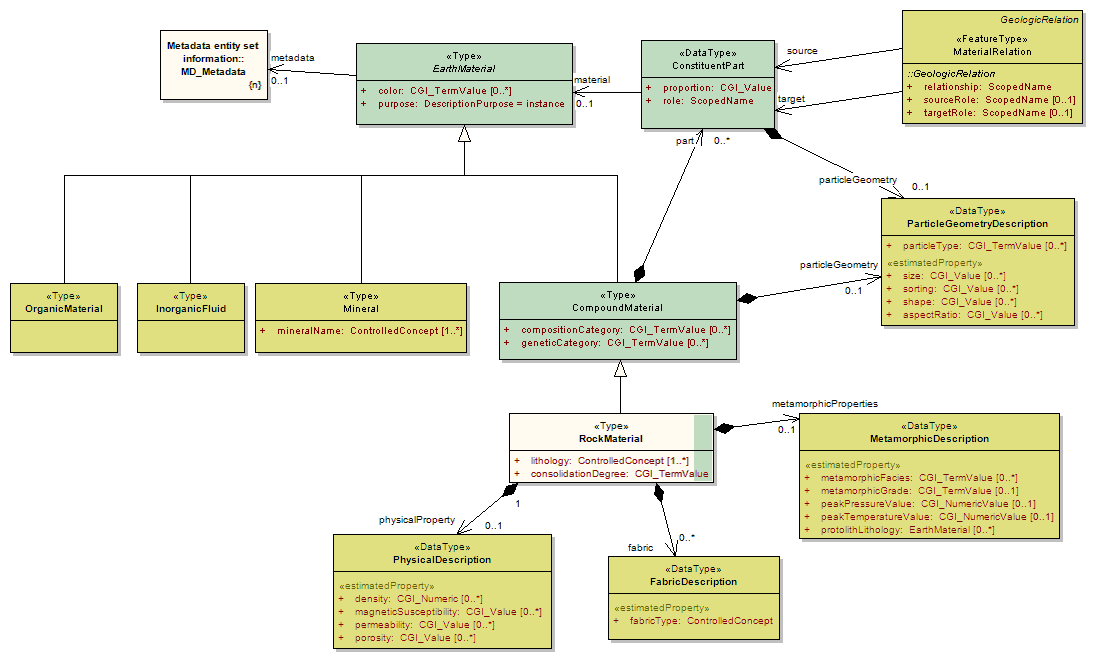 Metadata entity set
information::
MD_Metadata
{n}
metadata
0..1
«Type»
EarthMaterial
+ color: CGI_TermValue [0..*]
+ purpose: DescriptionPurpose = instance
material
0..1
«DataType»
ConstituentPart
+ proportion: CGI_Value
+ role: ScopedName
source
target
GeologicRelation
«FeatureType»
MaterialRelation
::GeologicRelation
+ relationship: ScopedName
+ sourceRole: ScopedName [0..1]
+ targetRole: ScopedName [0..1]
part
0..*
particleGeometry
0..1
«DataType»
ParticleGeometryDescription
+ particleType: CGI_TermValue [0..*]
«estimatedProperty»
+ size: CGI_Value [0..*]
+ sorting: CGI_Value [0..*]
+ shape: CGI_Value [0..*]
+ aspectRatio: CGI_Value [0..*]
particleGeometry
0..1
«Type»
OrganicMaterial
«Type»
InorganicFluid
«Type»
Mineral
+ mineralName: ControlledConcept [1..*]
«Type»
CompoundMaterial
+ compositionCategory: CGI_TermValue [0..*]
+ geneticCategory: CGI_TermValue [0..*]
«Type»
RockMaterial
+ lithology: ControlledConcept [1..*]
+ consolidationDegree: CGI_TermValue
metamorphicProperties
0..1
«DataType»
MetamorphicDescription
«estimatedProperty»
+ metamorphicFacies: CGI_TermValue [0..*]
+ metamorphicGrade: CGI_TermValue [0..1]
+ peakPressureValue: CGI_NumericValue [0..1]
+ peakTemperatureValue: CGI_NumericValue [0..1]
+ protolithLithology: EarthMaterial [0..*]
1
physicalProperty
0..1
«DataType»
PhysicalDescription
«estimatedProperty»
+ density: CGI_Numeric [0..*]
+ magneticSusceptibility: CGI_Value [0..*]
+ permeability: CGI_Value [0..*]
+ porosity: CGI_Value [0..*]
fabric
0..*
«DataType»
FabricDescription
«estimatedProperty»
+ fabricType: ControlledConcept